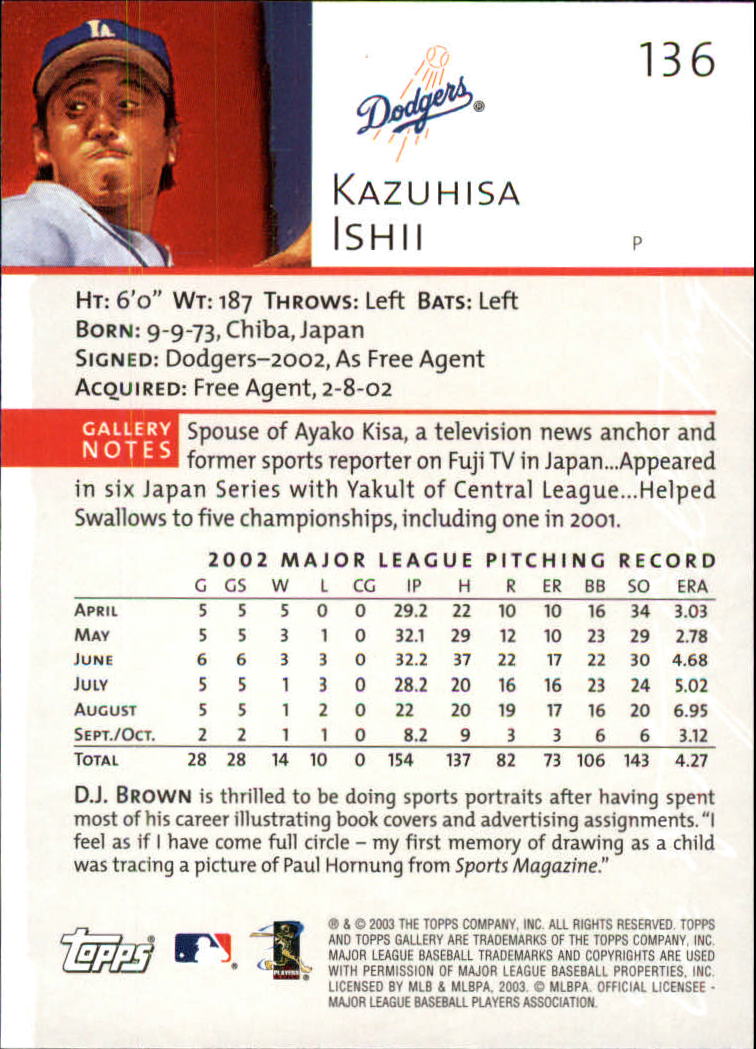 LA
Dodgers®
136
KAZUHISA
ISHII
P
HT: 6'0" WT: 187 THROWS: Left BATS: Left
BORN: 9-9-73, Chiba, Japan
SIGNED: Dodgers–2002, As Free Agent
ACQUIRED: Free Agent, 2-8-02
GALLERY
NOTES
Spouse of Ayako Kisa, a television news anchor and
former sports reporter on Fuji TV in Japan...Appeared
in six Japan Series with Yakult of Central League...Helped
Swallows to five championships, including one in 2001.
2002 MAJOR LEAGUE PITCHING RECORD
G GS W L CG IP H R ER BB SO ERA
APRIL 5 5 5 0 0 29.2 22 10 10 16 34 3.03
MAY 5 5 3 1 0 32.1 29 12 10 23 29 2.78
JUNE 6 6 3 3 0 32.2 37 22 17 22 30 4.68
JULY 5 5 1 3 0 28.2 20 16 16 23 24 5.02
AUGUST 5 5 1 2 0 22 20 19 17 16 20 6.95
SEPT./OCT. 2 2 1 1 0 8.2 9 3 3 6 6 3.12
TOTAL 28 28 14 10 0 154 137 82 73 106 143 4.27
D.J. BROWN is thrilled to be doing sports portraits after having spent
most of his career illustrating book covers and advertising assignments. "I
feel as if I have come full circle – my first memory of drawing as a child
was tracing a picture of Paul Hornung from Sports Magazine."
® & © 2003 THE TOPPS COMPANY, INC. ALL RIGHTS RESERVED. TOPPS
AND TOPPS GALLERY ARE TRADEMARKS OF THE TOPPS COMPANY, INC.
MAJOR LEAGUE BASEBALL TRADEMARKS AND COPYRIGHTS ARE USED
WITH PERMISSION OF MAJOR LEAGUE BASEBALL PROPERTIES, INC.
LICENSED BY MLB & MLBPA, 2003. © MLBPA. OFFICIAL LICENSEE -
MAJOR LEAGUE BASEBALL PLAYERS ASSOCIATION.
TOPPS®
PLAYERS